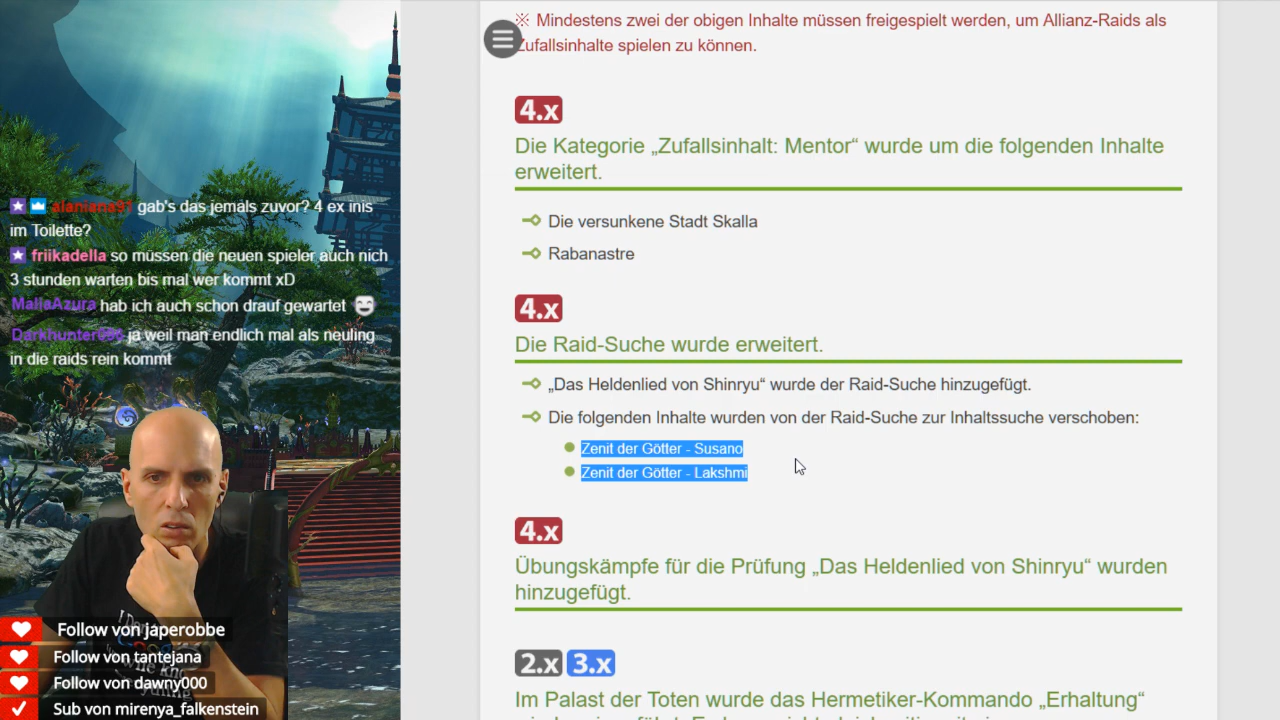 ※ Mindestens zwei der obigen Inhalte müssen freigespielt werden, um Allianz-Raids als
Zufallsinhalte spielen zu können.
4.x
Die Kategorie „Zufallsinhalt: Mentor“ wurde um die folgenden Inhalte
erweitert.
Die versunkene Stadt Skalla
Rabanastre
4.x
Die Raid-Suche wurde erweitert.
„Das Heldenlied von Shinryu“ wurde der Raid-Suche hinzugefügt.
Die folgenden Inhalte wurden von der Raid-Suche zur Inhaltssuche verschoben:
Zenit der Götter - Susano
Zenit der Götter - Lakshmi
4.x
Übungskämpfe für die Prüfung „Das Heldenlied von Shinryu“ wurden
hinzugefügt.
2.x 3.x
Im Palast der Toten wurde das Hermetiker-Kommando „Erhaltung“
gab's das jemals zuvor? 4 ex inis
im Toilette?
friikadella so müssen die neuen spieler auch nich
3 stunden warten bis mal wer kommt xD
MaliaAzura hab ich auch schon drauf gewartet
ja weil man endlich mal als neuling
in die raids rein kommt
Follow von japerobbe
Follow von tantejana
Follow von dawny000
Sub von mirenya_falkenstein